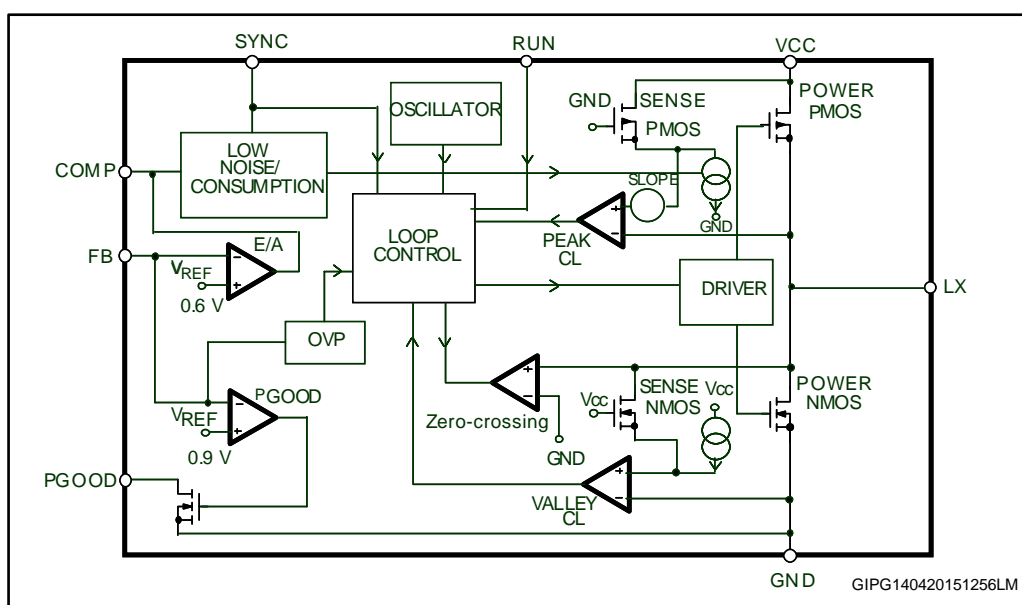 SYNC
RUN
VCC
OSCILLATOR
GND
SENSE
PMOS
POWER
PMOS
COMP
LOW
NOISE/
CONSUMPTION
SLOPE
+
-
GND
PEAK
CL
LOOP
CONTROL
FB
E/A
-
+
VREF
0.6 V
DRIVER
LX
OVP
PGOOD
-
+
VREF
0.9 V
+
-
Zero-crossing
GND
Vcc
SENSE
NMOS
Vcc
POWER
NMOS
PGOOD
+
-
VALLEY
CL
GND
GIPG140420151256LM